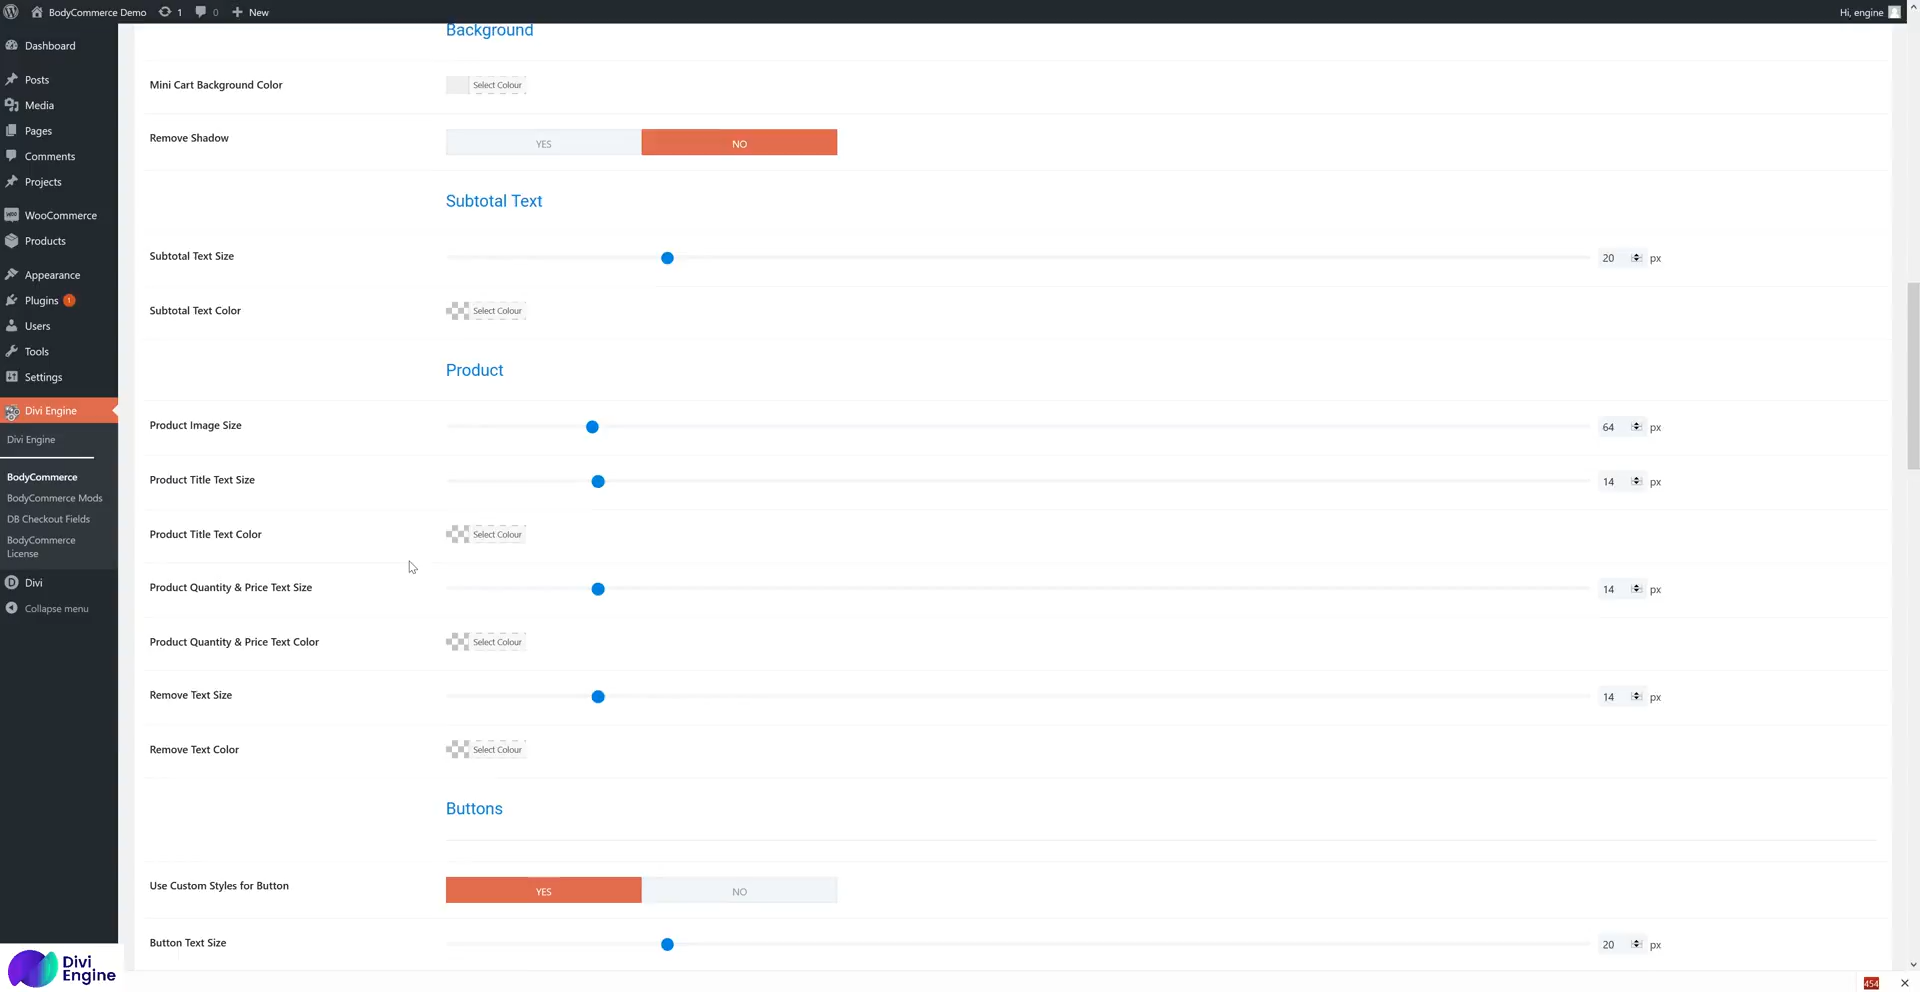 BodyCommerce Demo 1 0 New Hi, engine
Dashboard
Posts
Media
Pages
Comments
Projects
WooCommerce
Products
Appearance
Plugins 1
Users
Tools
Settings
Divi Engine
Divi Engine
BodyCommerce
BodyCommerce Mods
DB Checkout Fields
BodyCommerce
License
Divi
Collapse menu
Divi
Engine
Background
Mini Cart Background Color Select Colour
Remove Shadow YES NO
Subtotal Text
Subtotal Text Size 20 px
Subtotal Text Color Select Colour
Product
Product Image Size 64 px
Product Title Text Size 14 px
Product Title Text Color Select Colour
Product Quantity & Price Text Size 14 px
Product Quantity & Price Text Color Select Colour
Remove Text Size 14 px
Remove Text Color Select Colour
Buttons
Use Custom Styles for Button YES NO
Button Text Size 20 px
454